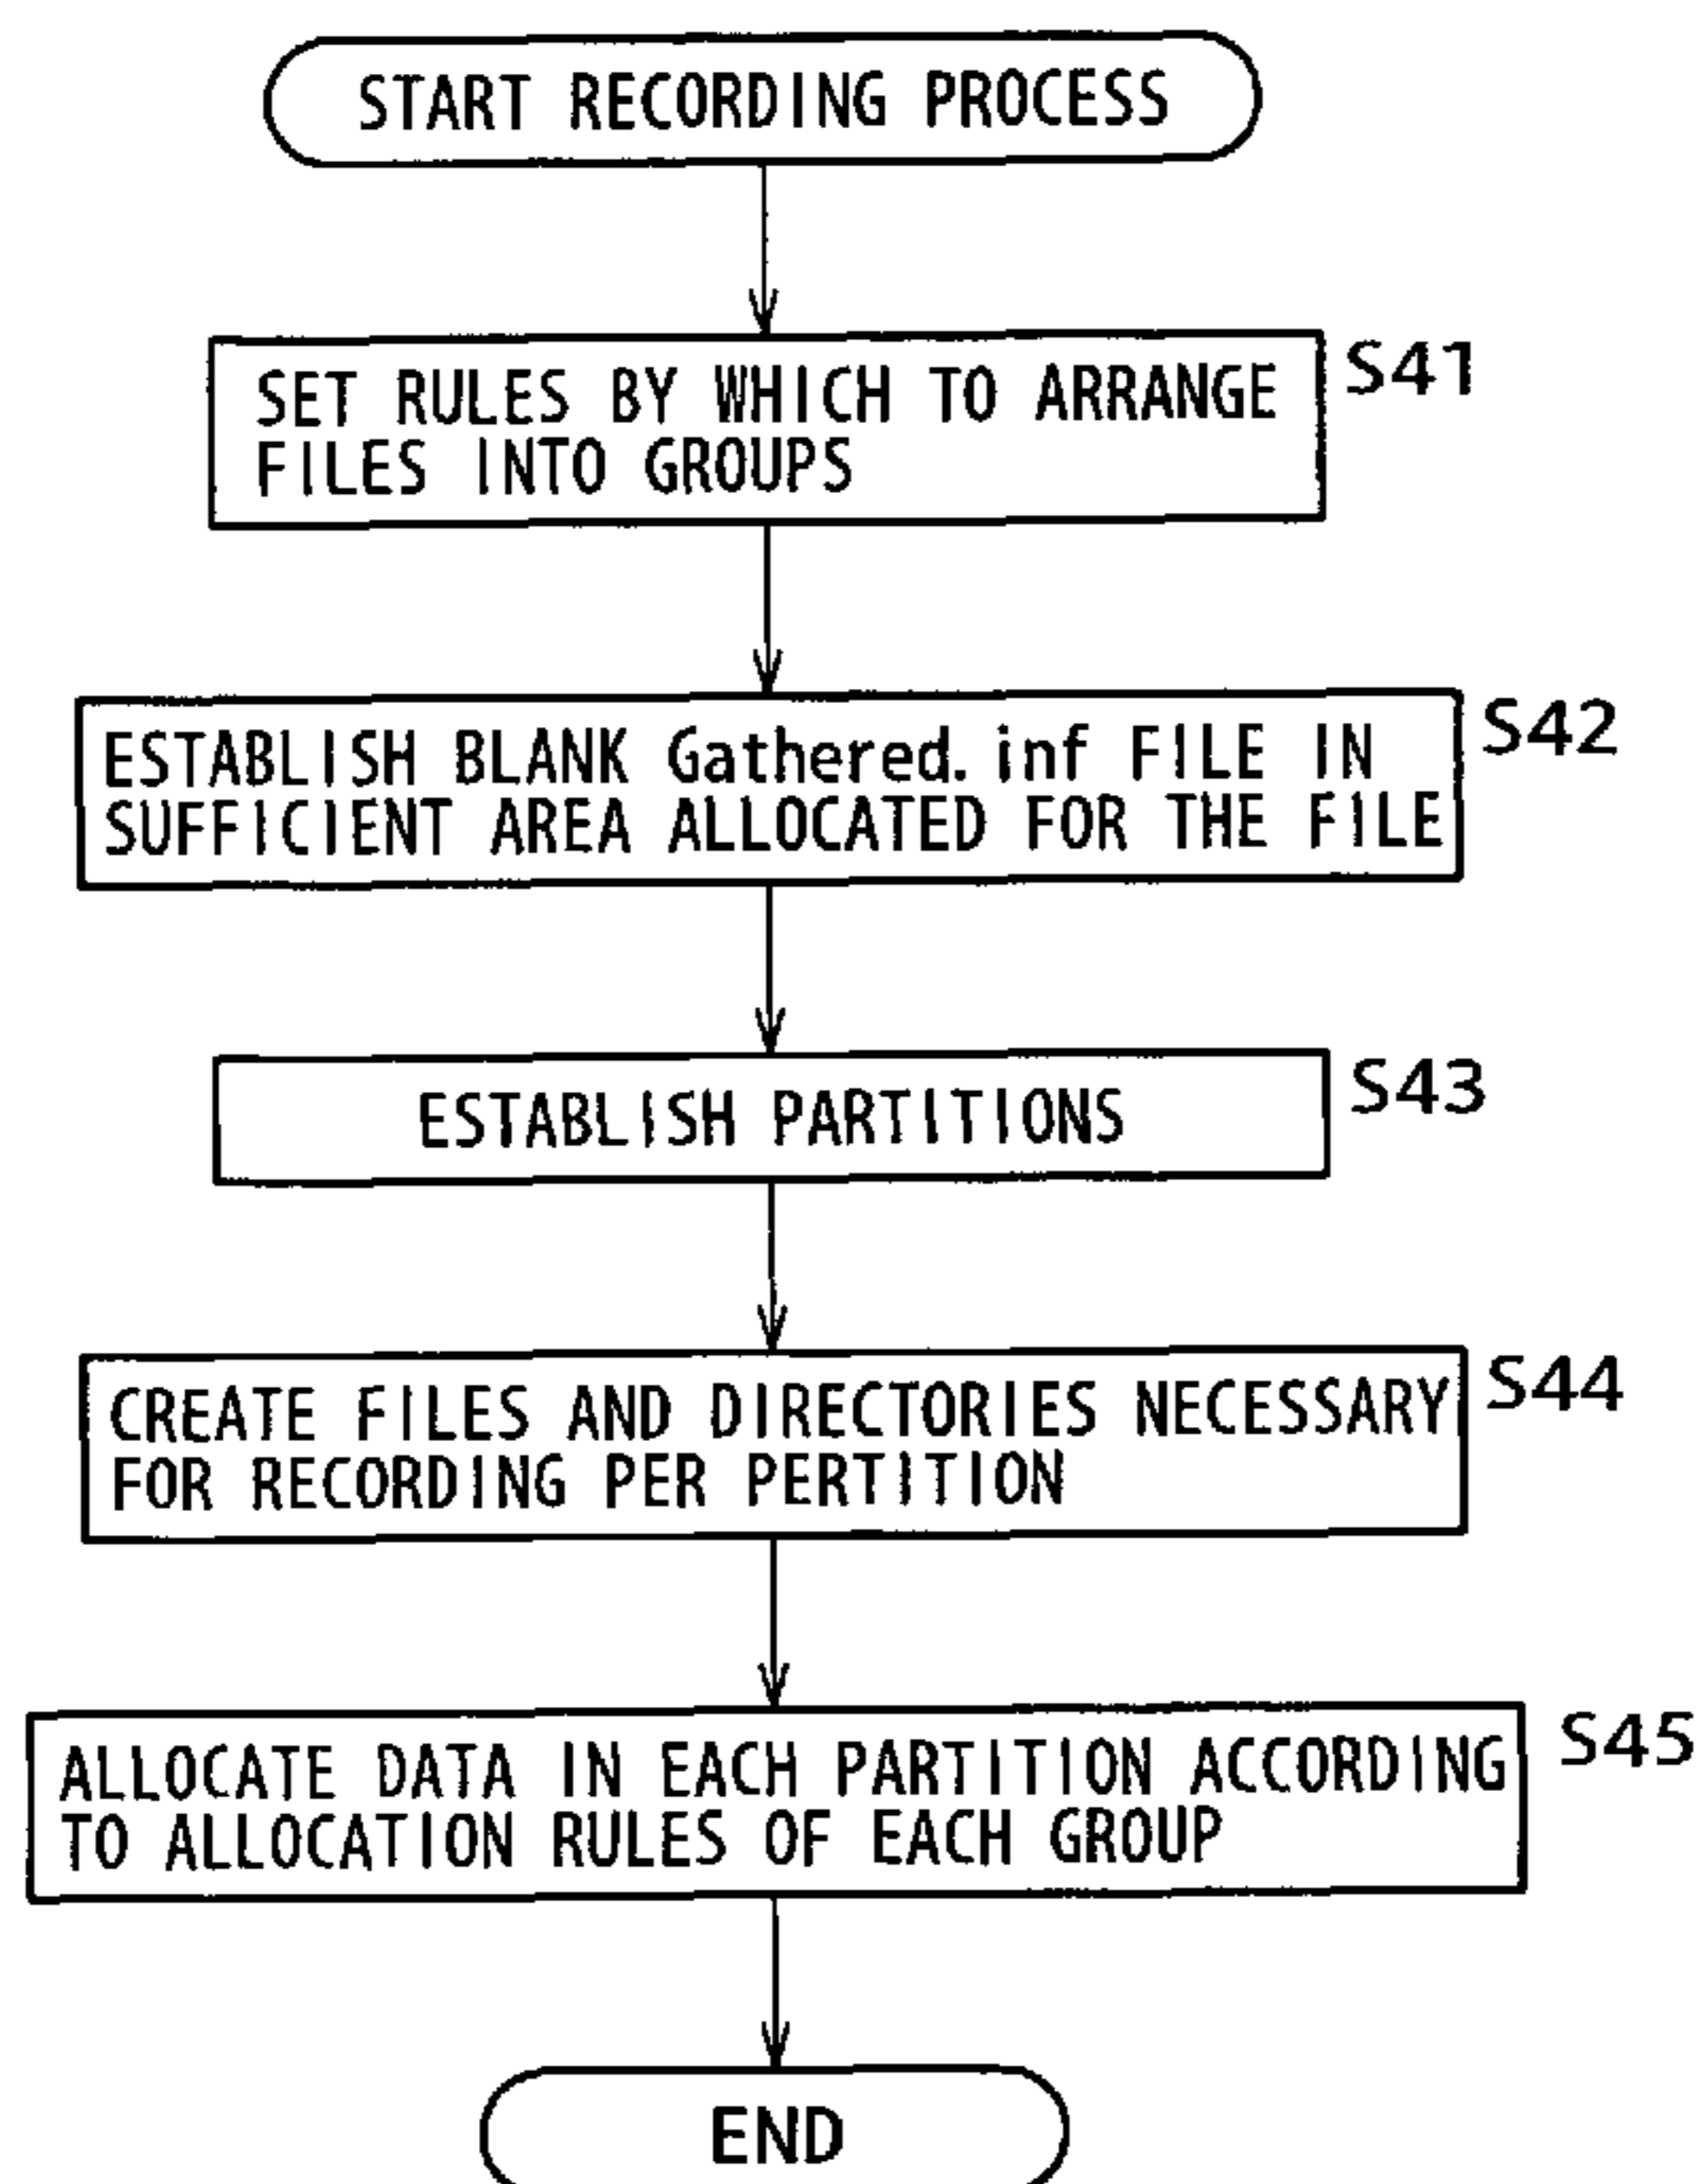 START RECORDING PROCESS
SET RULES BY WHICH TO ARRANGE
FILES INTO GROUPS
S41
ESTABLISH BLANK Gathered.inf FILE IN
SUFFICIENT AREA ALLOCATED FOR THE FILE
S42
ESTABLISH PARTITIONS
S43
CREATE FILES AND DIRECTORIES NECESSARY
FOR RECORDING PER PERTITION
S44
ALLOCATE DATA IN EACH PARTITION ACCORDING
TO ALLOCATION RULES OF EACH GROUP
S45
END